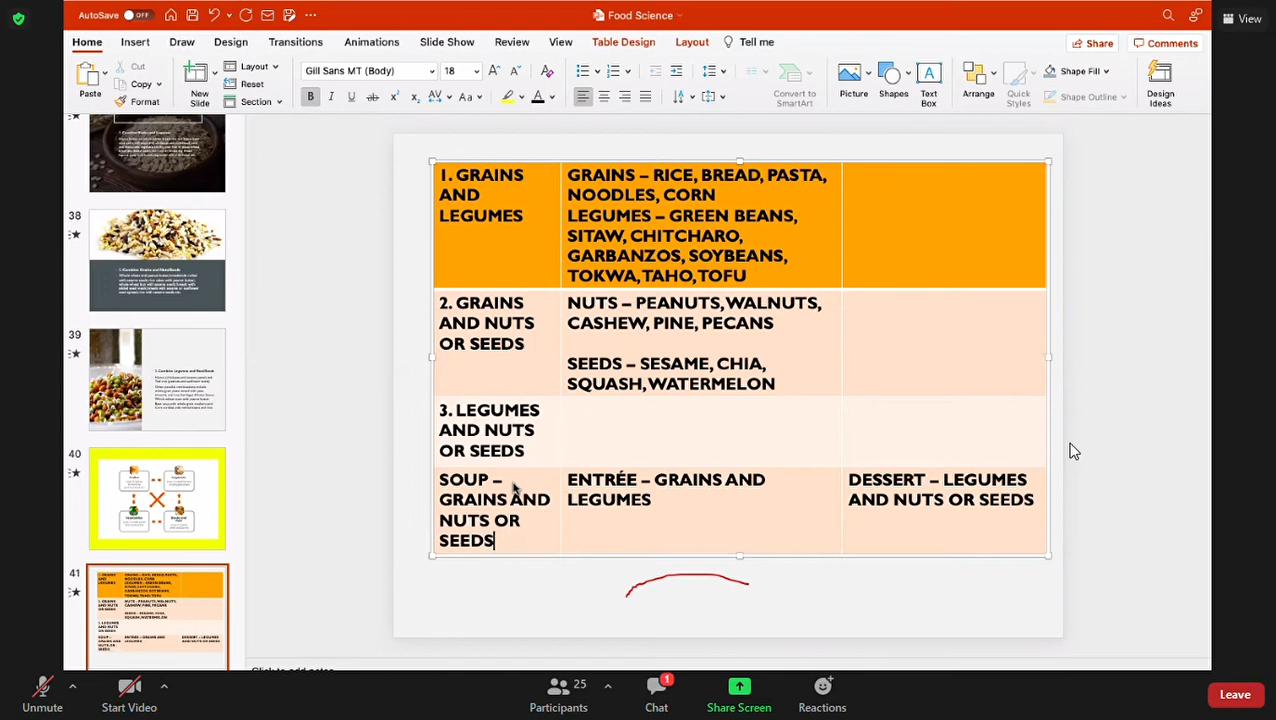 AutoSave OFF
Food Science
View
Home Insert Draw Design Transitions Animations Slide Show Review View Table Design Layout Tell me
Share Comments
Paste
Cut
Copy
Format
New Slide
Layout
Reset
Section
Gill Sans MT (Body) 18
Convert to SmartArt
Picture Shapes Text Box Arrange Quick Styles
Shape Fill
Shape Outline
Design Ideas
38
39
40
41
1. GRAINS
AND
LEGUMES
GRAINS – RICE, BREAD, PASTA,
NOODLES, CORN
LEGUMES – GREEN BEANS,
SITAW, CHITCHARO,
GARBANZOS, SOYBEANS,
TOKWA, TAHO, TOFU
2. GRAINS
AND NUTS
OR SEEDS
NUTS – PEANUTS, WALNUTS,
CASHEW, PINE, PECANS
SEEDS – SESAME, CHIA,
SQUASH, WATERMELON
3. LEGUMES
AND NUTS
OR SEEDS
SOUP –
GRAINS AND
NUTS OR
SEEDS
ENTRÉE – GRAINS AND
LEGUMES
DESSERT – LEGUMES
AND NUTS OR SEEDS
Unmute
Start Video
25
Participants
1
Chat
Share Screen
Reactions
Leave